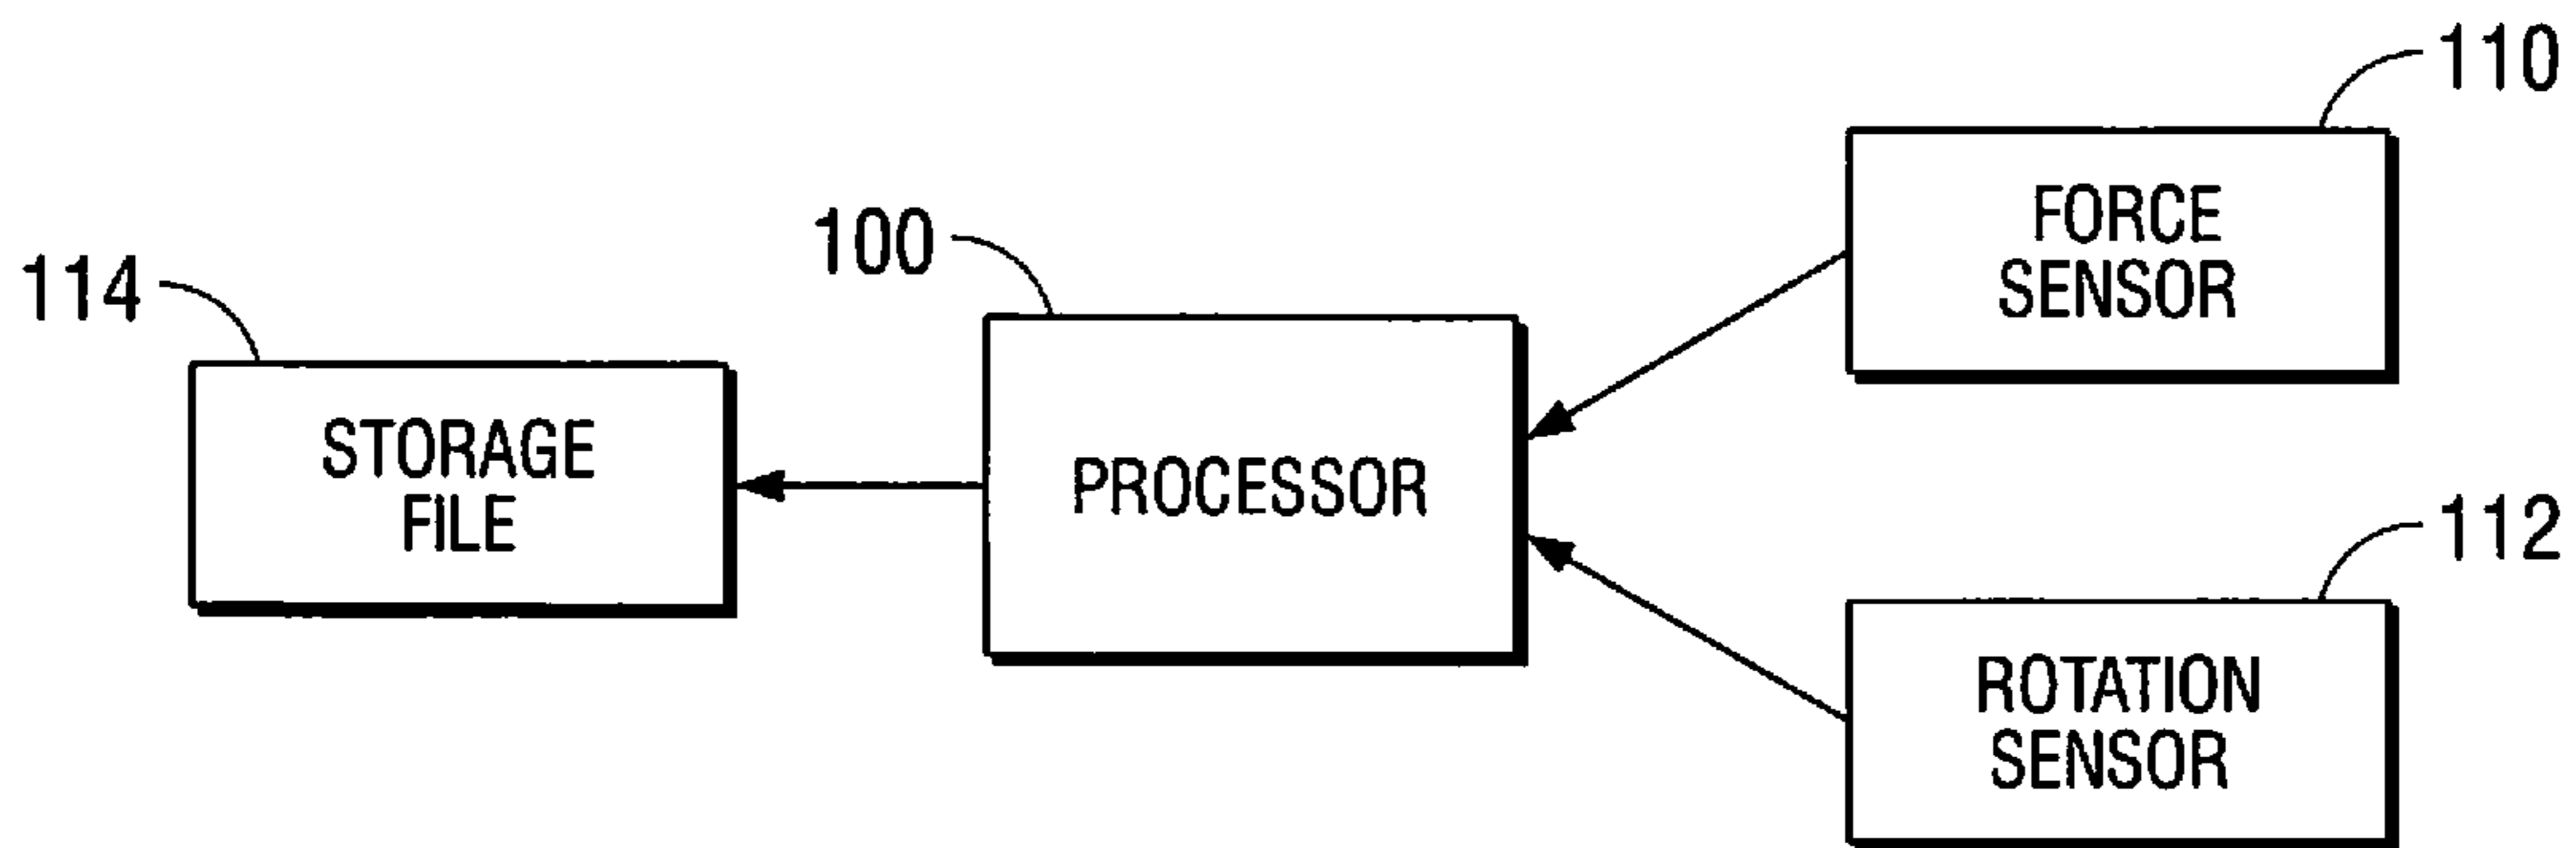 110
FORCE
SENSOR
100
114
STORAGE
FILE
PROCESSOR
112
ROTATION
SENSOR